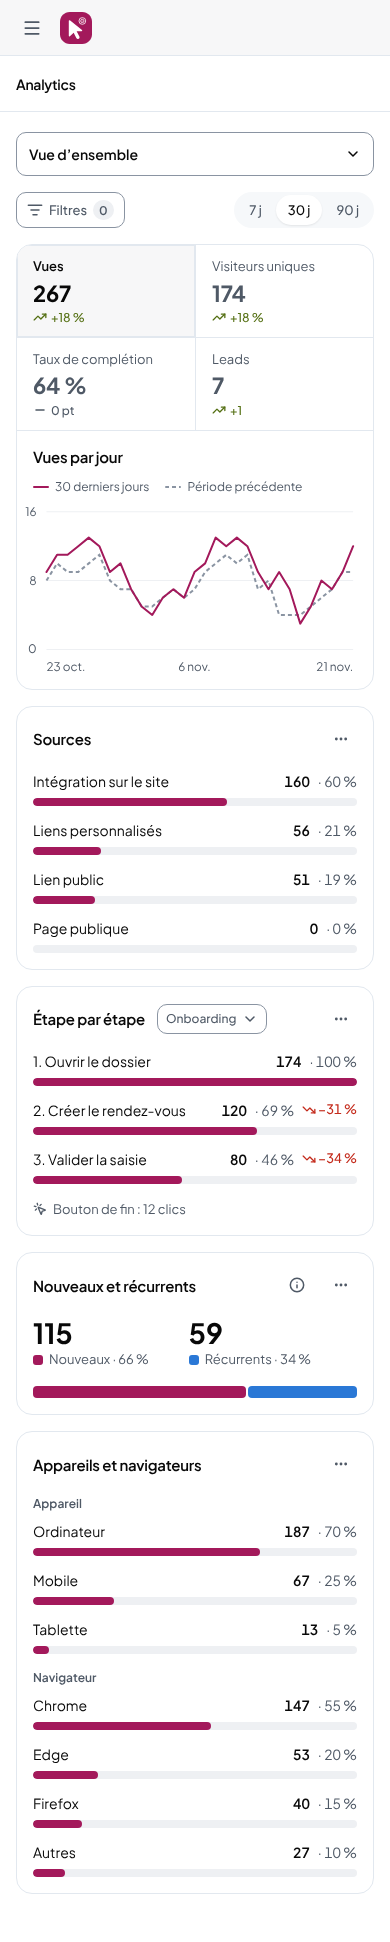 Analytics
Vue d’ensemble
Filtres 0 7 j 30 j 90 j
Vues Visiteurs uniques
267 174
+18 % +18 %
Taux de complétion Leads
64 % 7
0 pt +1
Vues par jour
30 derniers jours Période précédente
16
8
0
23 oct. 6 nov. 21 nov.
Sources
Intégration sur le site 160 · 60 %
Liens personnalisés 56 · 21 %
Lien public 51 · 19 %
Page publique 0 · 0 %
Étape par étape Onboarding
1. Ouvrir le dossier 174 · 100 %
2. Créer le rendez-vous 120 · 69 % −31 %
3. Valider la saisie 80 · 46 % −34 %
Bouton de fin : 12 clics
Nouveaux et récurrents
115 59
Nouveaux · 66 % Récurrents · 34 %
Appareils et navigateurs
Appareil
Ordinateur 187 · 70 %
Mobile 67 · 25 %
Tablette 13 · 5 %
Navigateur
Chrome 147 · 55 %
Edge 53 · 20 %
Firefox 40 · 15 %
Autres 27 · 10 %